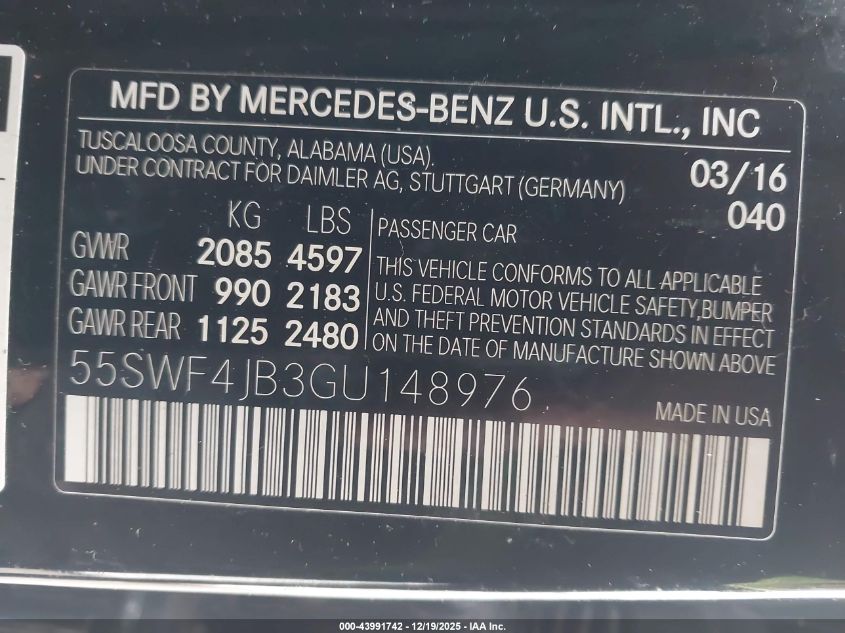 MFD BY MERCEDES-BENZ U.S. INTL., INC
TUSCALOOSA COUNTY, ALABAMA (USA).
UNDER CONTRACT FOR DAIMLER AG, STUTTGART (GERMANY)
03/16
040
KG LBS
GWR 2085 4597
GAWR FRONT 990 2183
GAWR REAR 1125 2480
PASSENGER CAR
THIS VEHICLE CONFORMS TO ALL APPLICABLE
U.S. FEDERAL MOTOR VEHICLE SAFETY,BUMPER
AND THEFT PREVENTION STANDARDS IN EFFECT
ON THE DATE OF MANUFACTURE SHOWN ABOVE
55SWF4JB3GU148976
MADE IN USA
000-43991742 - 12/19/2025 - IAA Inc.